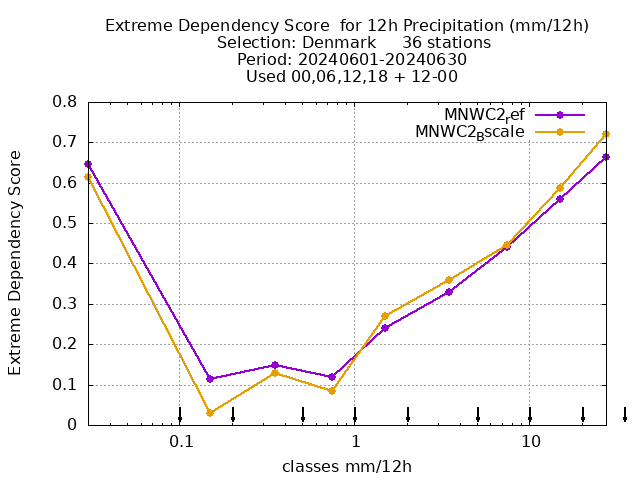 Extreme Dependency Score  for 12h Precipitation (mm/12h)
Selection: Denmark     36 stations
Period: 20240601-20240630
Used 00,06,12,18 + 12-00
MNWC2ref
MNWC2Bscale
Extreme Dependency Score
0.8
0.7
0.6
0.5
0.4
0.3
0.2
0.1
0
0.1
1
10
classes mm/12h